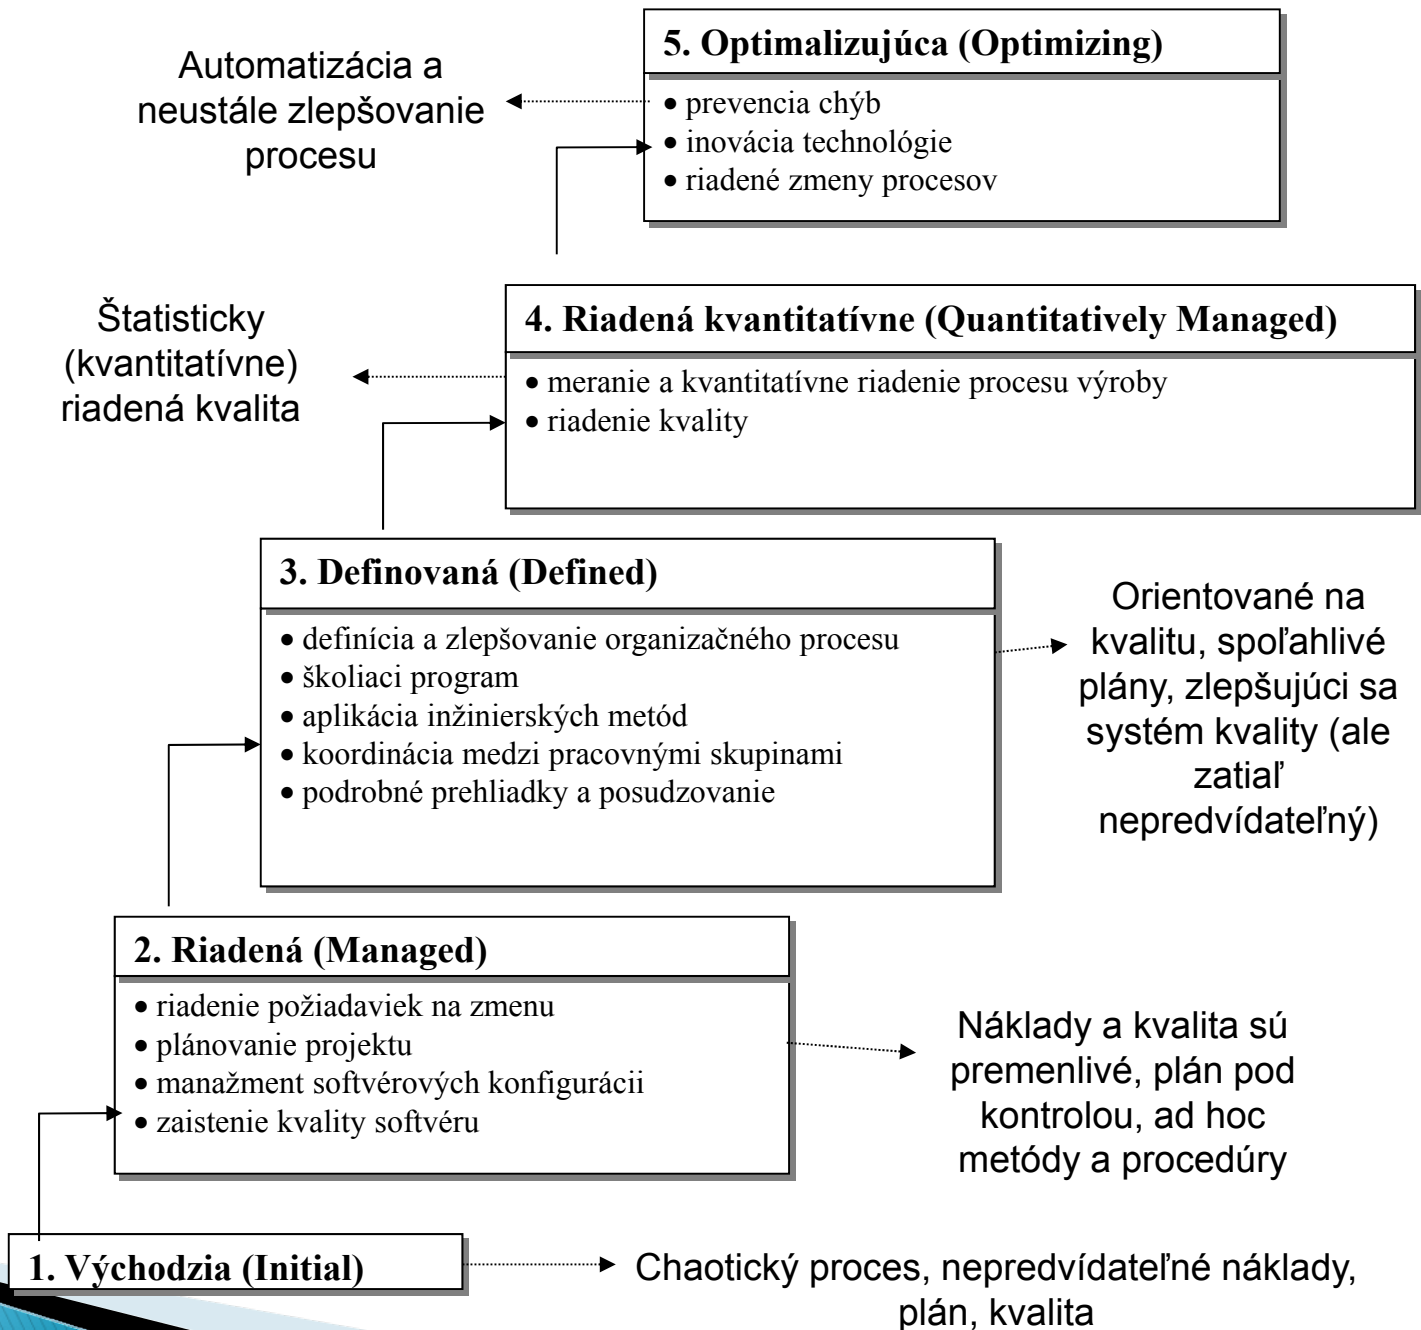 5. Optimalizujúca (Optimizing)
• prevencia chýb
• inovácia technológie
• riadené zmeny procesov
Automatizácia a
neustále zlepšovanie
procesu
4. Riadená kvantitatívne (Quantitatively Managed)
• meranie a kvantitatívne riadenie procesu výroby
• riadenie kvality
Štatisticky
(kvantitatívne)
riadená kvalita
3. Definovaná (Defined)
• definícia a zlepšovanie organizačného procesu
• školiaci program
• aplikácia inžinierských metód
• koordinácia medzi pracovnými skupinami
• podrobné prehliadky a posudzovanie
Orientované na
kvalitu, spoľahlivé
plány, zlepšujúci sa
systém kvality (ale
zatiaľ
nepredvídateľný)
2. Riadená (Managed)
• riadenie požiadaviek na zmenu
• plánovanie projektu
• manažment softvérových konfigurácii
• zaistenie kvality softvéru
Náklady a kvalita sú
premenlivé, plán pod
kontrolou, ad hoc
metódy a procedúry
1. Východzia (Initial)
Chaotický proces, nepredvídateľné náklady,
plán, kvalita